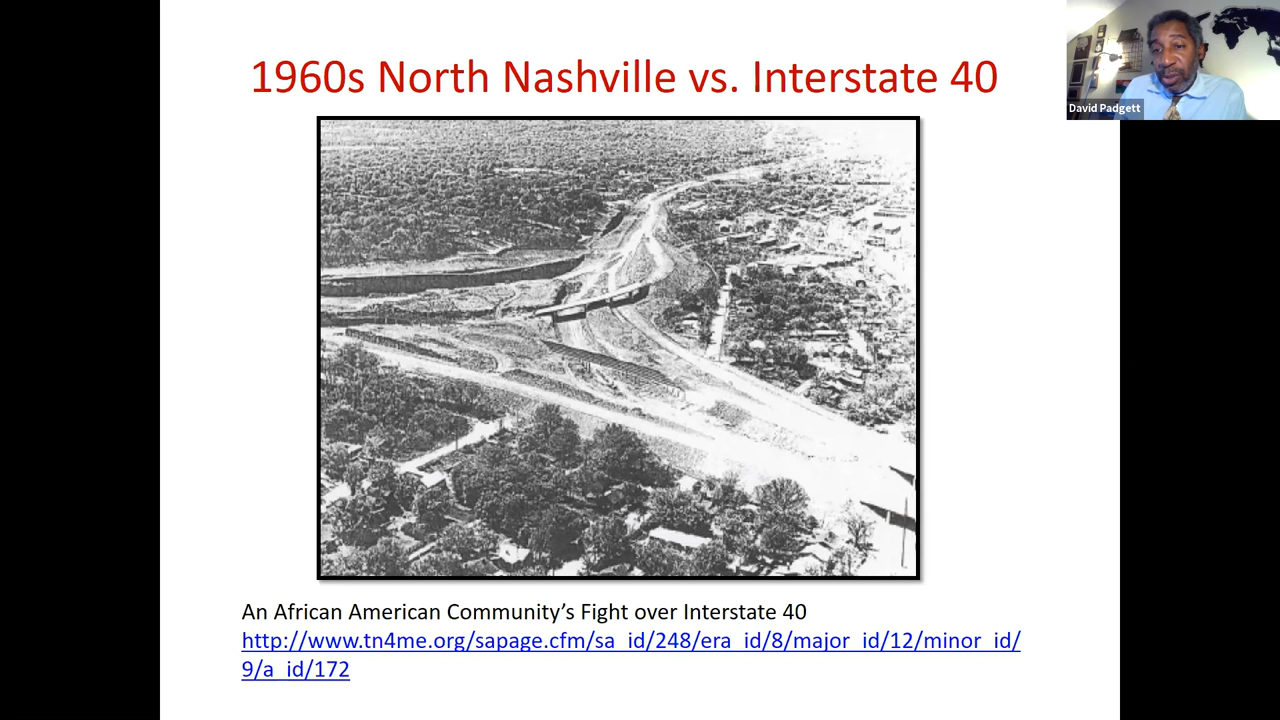 1960s North Nashville vs. Interstate 40
David Padgett
An African American Community's Fight over Interstate 40
http://www.tn4me.org/sapage.cfm/sa_id/248/era_id/8/major_id/12/minor_id/
9/a_id/172